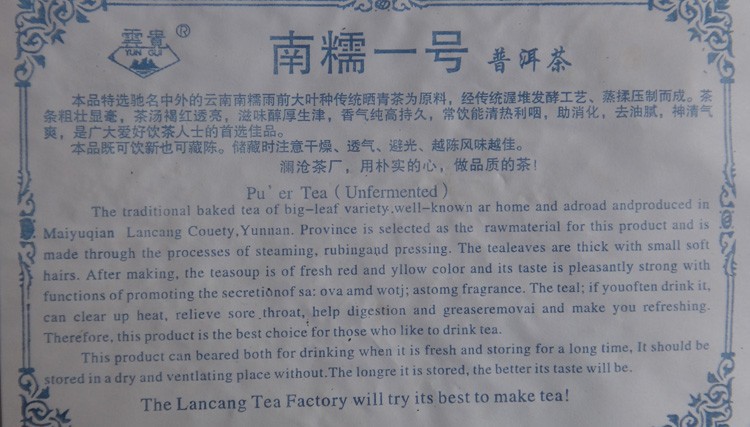 雲贵®
YUN GUI
南糯一号 普洱茶
本品特选驰名中外的云南南糯雨前大叶种传统晒青茶为原料，经传统渥堆发酵工艺、蒸揉压制而成。茶
条粗壮显毫，茶汤褐红透亮，滋味醇厚生津，香气纯高持久，常饮能清热利咽，助消化，去油腻，神清气
爽，是广大爱好饮茶人士的首选佳品。
本品既可饮新也可藏陈。储藏时注意干燥、透气、避光、越陈风味越佳。
澜沧茶厂，用朴实的心，做品质的茶！
Pu'er Tea（Unfermented）
The traditional baked tea of big-leaf variety,well-known ar home and adroad andproduced in
Maiyuqian Lancang Couety,Yunnan. Province is selected as the rawmaterial for this product and is
made through the processes of steaming, rubingand pressing. The tealeaves are thick with small soft
hairs. After making, the teasoup is of fresh red and yllow color and its taste is pleasantly strong with
functions of promoting the secretionof sa: ova amd wotj; astomg fragrance. The teal; if youoften drink it,
can clear up heat, relieve sore throat, help digestion and greaseremovai and make you refreshing.
Therefore, this product is the best choice for those who like to drink tea.
This product can beared both for drinking when it is fresh and storing for a long time, It should be
stored in a dry and ventlating place without.The longre it is stored, the better its taste will be.
The Lancang Tea Factory will try its best to make tea!